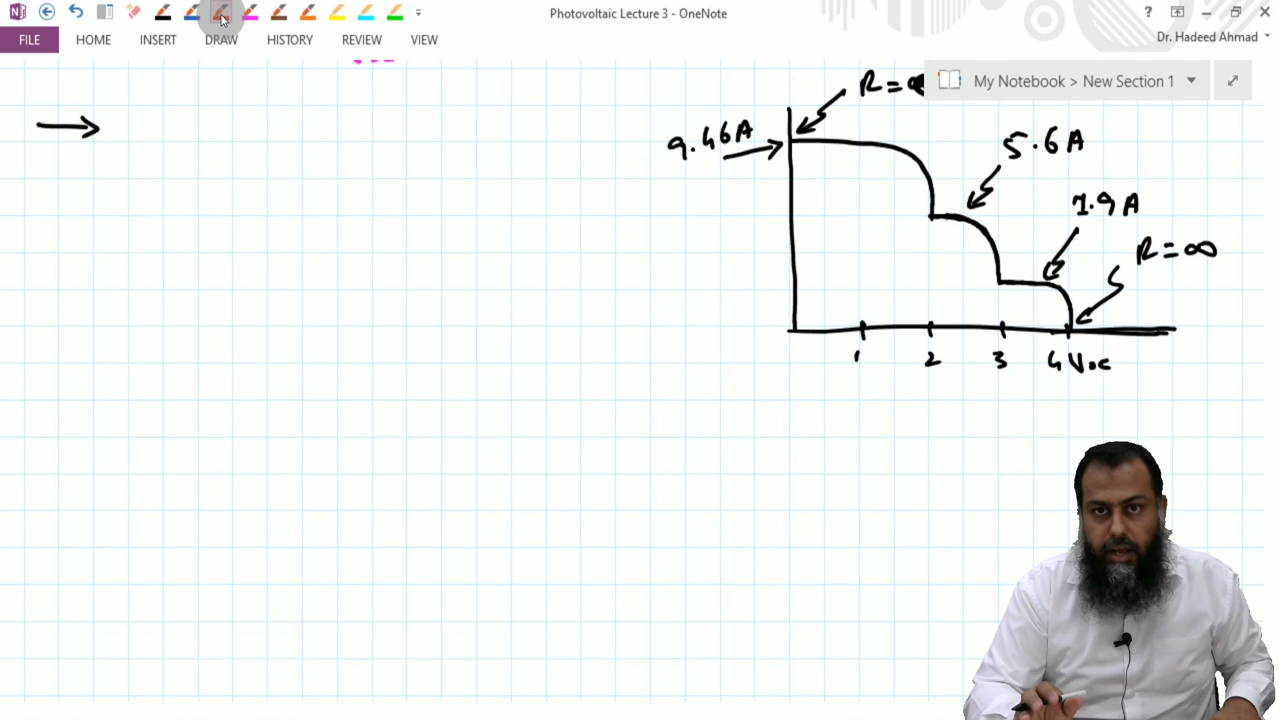 Photovoltaic Lecture 3 - OneNote
Dr. Hadeed Ahmad
FILE HOME INSERT DRAW HISTORY REVIEW VIEW
My Notebook > New Section 1
R =
9.46A
5.6A
1.9A
R = ∞
1 2 3 4 Voc